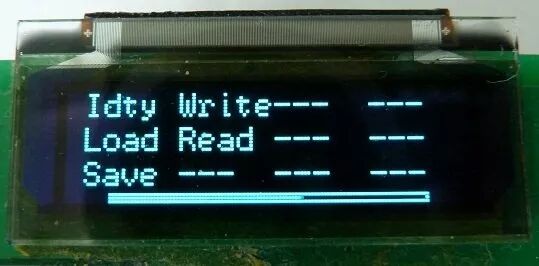 Idty Write--- ---
Load Read --- ---
Save --- --- ---